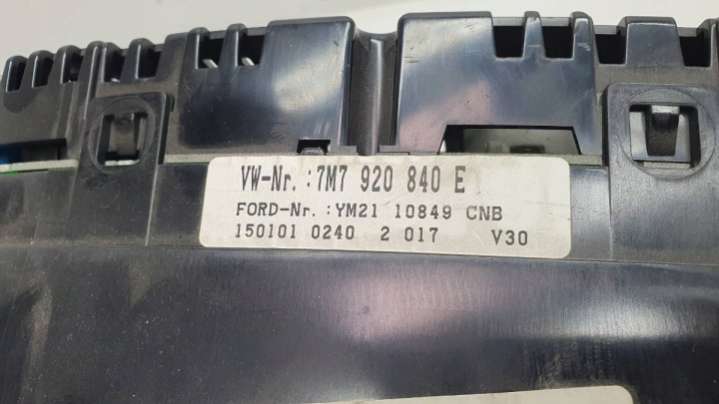 VW-Nr.:7M7 920 840 E
FORD-Nr.:YM21 10849 CNB
150101 0240 2 017 V30